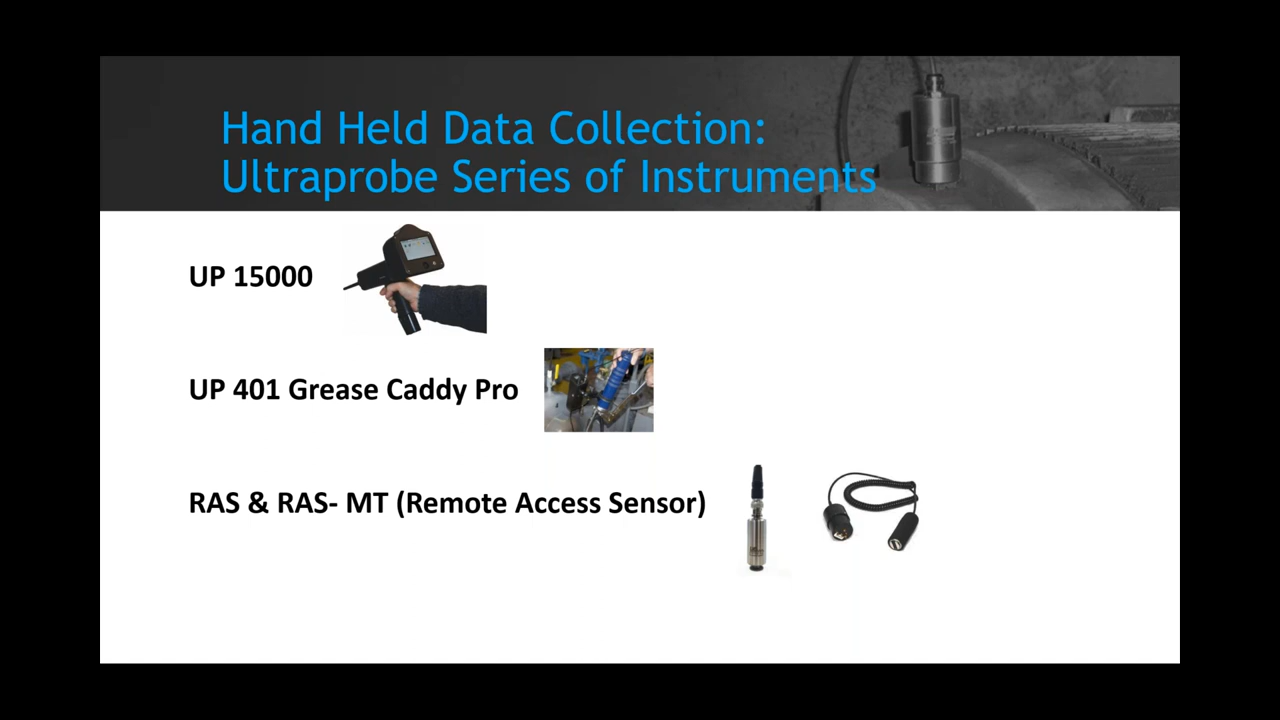 Hand Held Data Collection:
Ultraprobe Series of Instruments
UP 15000
UP 401 Grease Caddy Pro
RAS & RAS- MT (Remote Access Sensor)